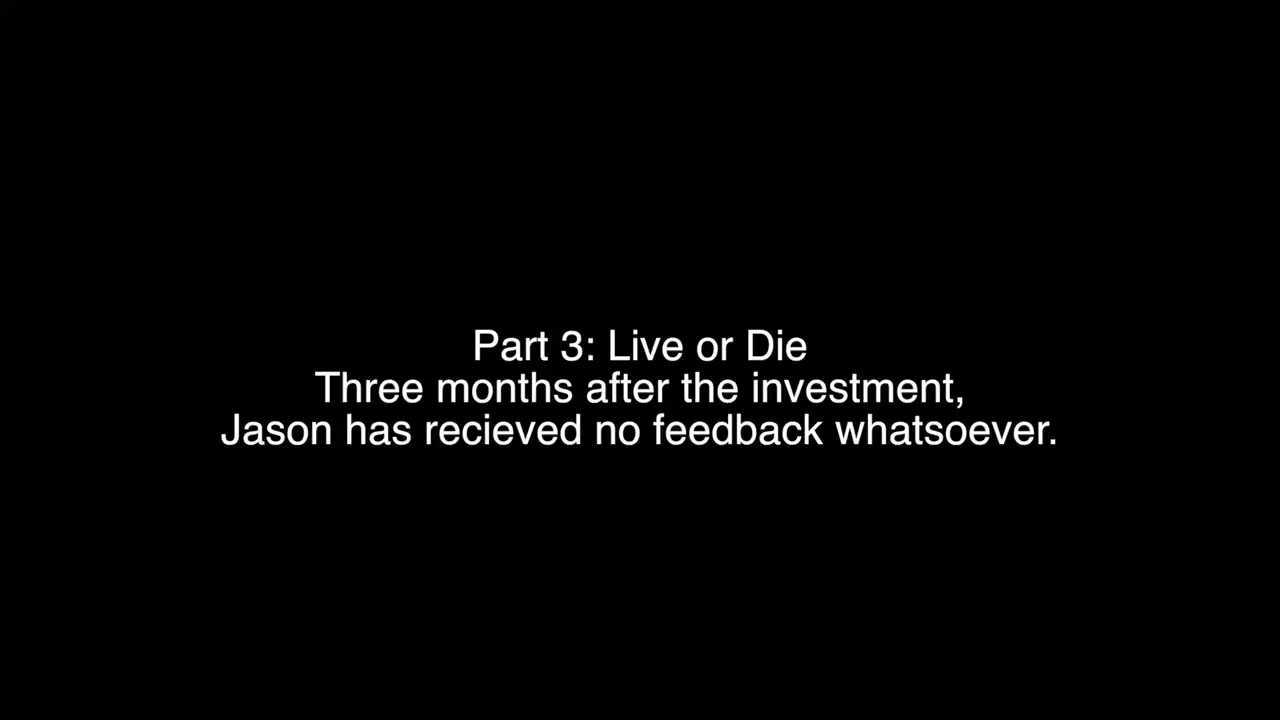 Part 3: Live or Die
Three months after the investment,
Jason has recieved no feedback whatsoever.